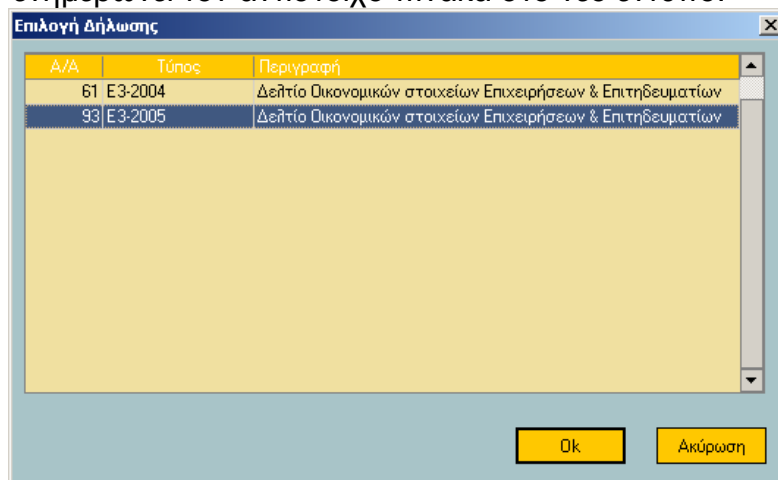 Επιλογή Δήλωσης
Α/Α Τύπος Περιγραφή
61 Ε3-2004 Δελτίο Οικονομικών στοιχείων Επιχειρήσεων & Επιτηδευματίων
93 Ε3-2005 Δελτίο Οικονομικών στοιχείων Επιχειρήσεων & Επιτηδευματίων
Ok Ακύρωση